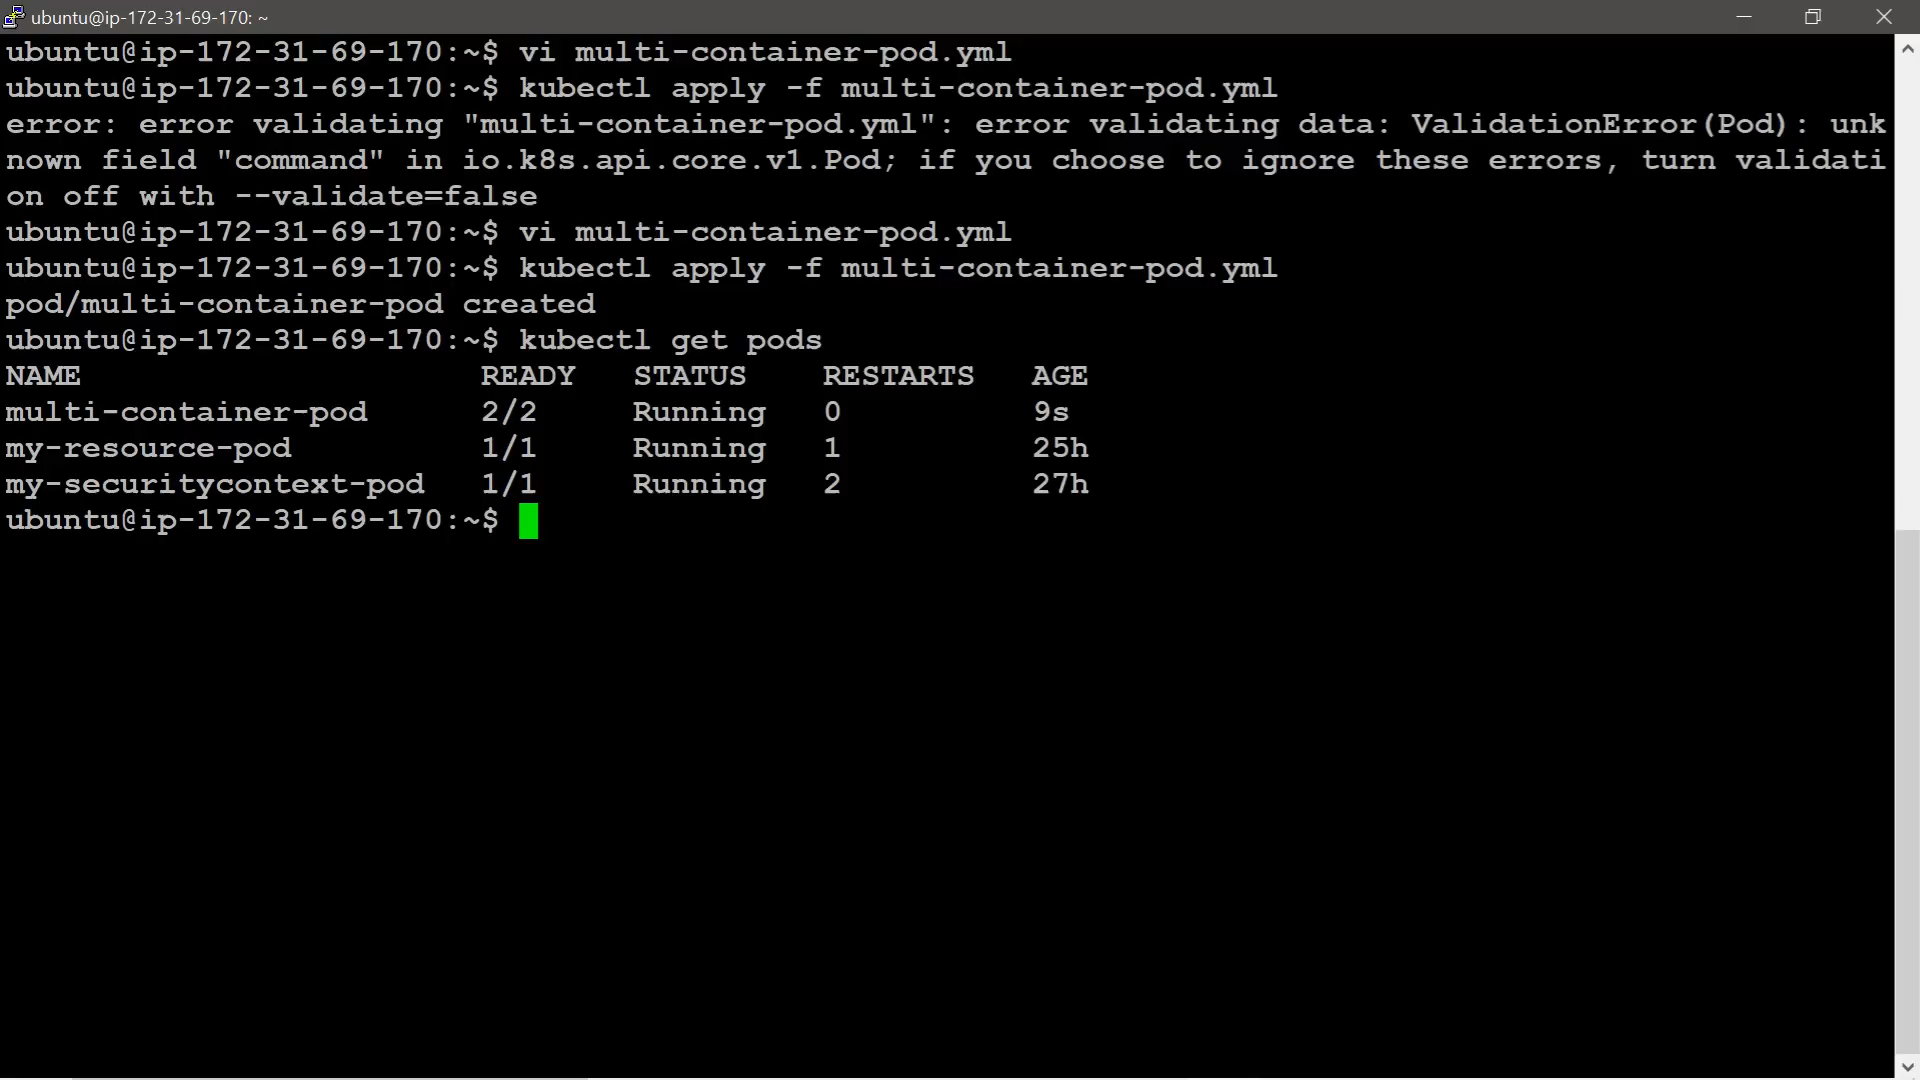 ubuntu@ip-172-31-69-170: ~
ubuntu@ip-172-31-69-170:~$ vi multi-container-pod.yml
ubuntu@ip-172-31-69-170:~$ kubectl apply -f multi-container-pod.yml
error: error validating "multi-container-pod.yml": error validating data: ValidationError(Pod): unk
nown field "command" in io.k8s.api.core.v1.Pod; if you choose to ignore these errors, turn validati
on off with --validate=false
ubuntu@ip-172-31-69-170:~$ vi multi-container-pod.yml
ubuntu@ip-172-31-69-170:~$ kubectl apply -f multi-container-pod.yml
pod/multi-container-pod created
ubuntu@ip-172-31-69-170:~$ kubectl get pods
NAME                     READY   STATUS    RESTARTS   AGE
multi-container-pod      2/2     Running   0          9s
my-resource-pod          1/1     Running   1          25h
my-securitycontext-pod   1/1     Running   2          27h
ubuntu@ip-172-31-69-170:~$